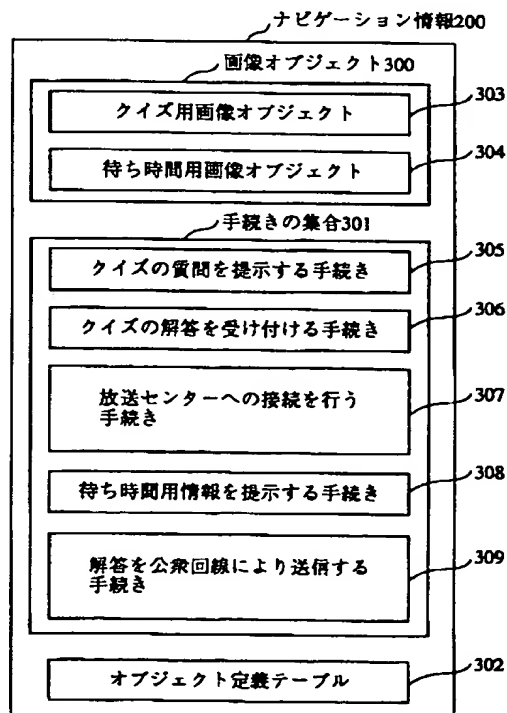 ナビゲーション情報200
画像オブジェクト300
クイズ用画像オブジェクト
303
待ち時間用画像オブジェクト
304
手続きの集合301
クイズの質問を提示する手続き
305
クイズの解答を受け付ける手続き
306
放送センターへの接続を行う
手続き
307
待ち時間用情報を提示する手続き
308
解答を公衆回線により送信する
手続き
309
オブジェクト定義テーブル
302